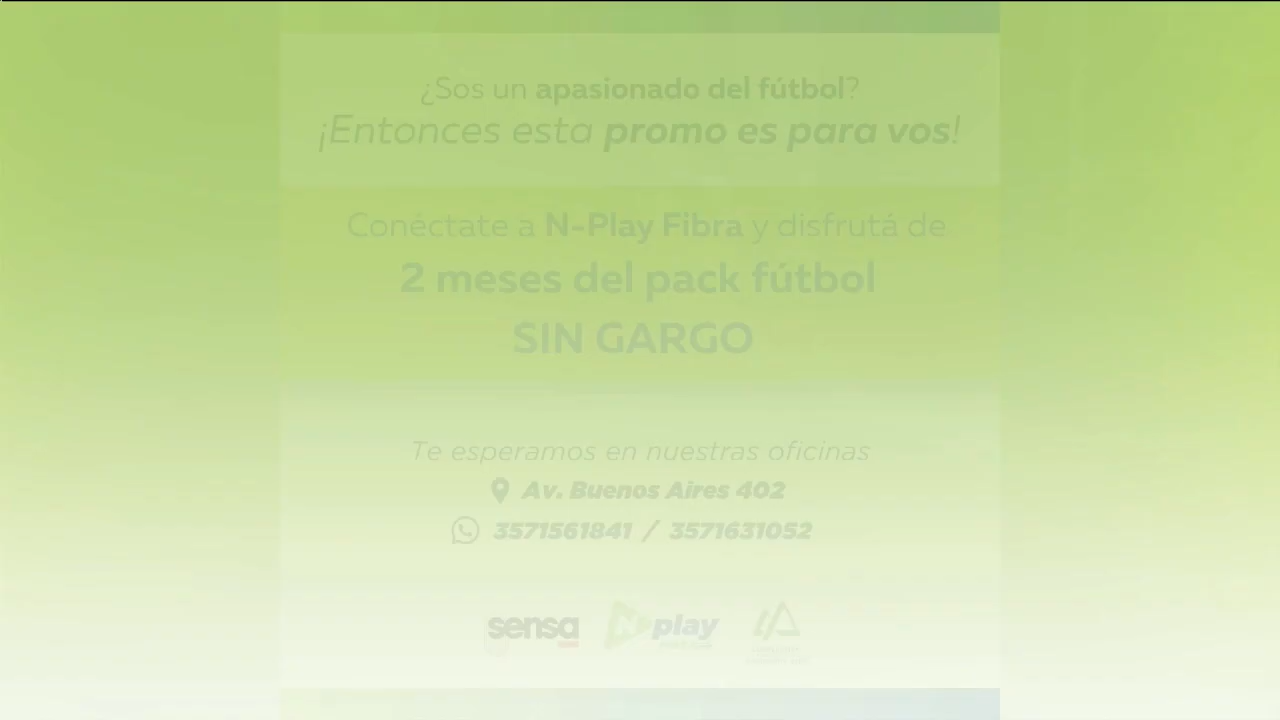 ¿Sos un apasionado del fútbol?
¡Entonces esta promo es para vos!
Conéctate a N-Play Fibra y disfrutá de
2 meses del pack fútbol
SIN GARGO
Te esperamos en nuestras oficinas
Av. Buenos Aires 402
3571561841 / 3571631052
sensa N play